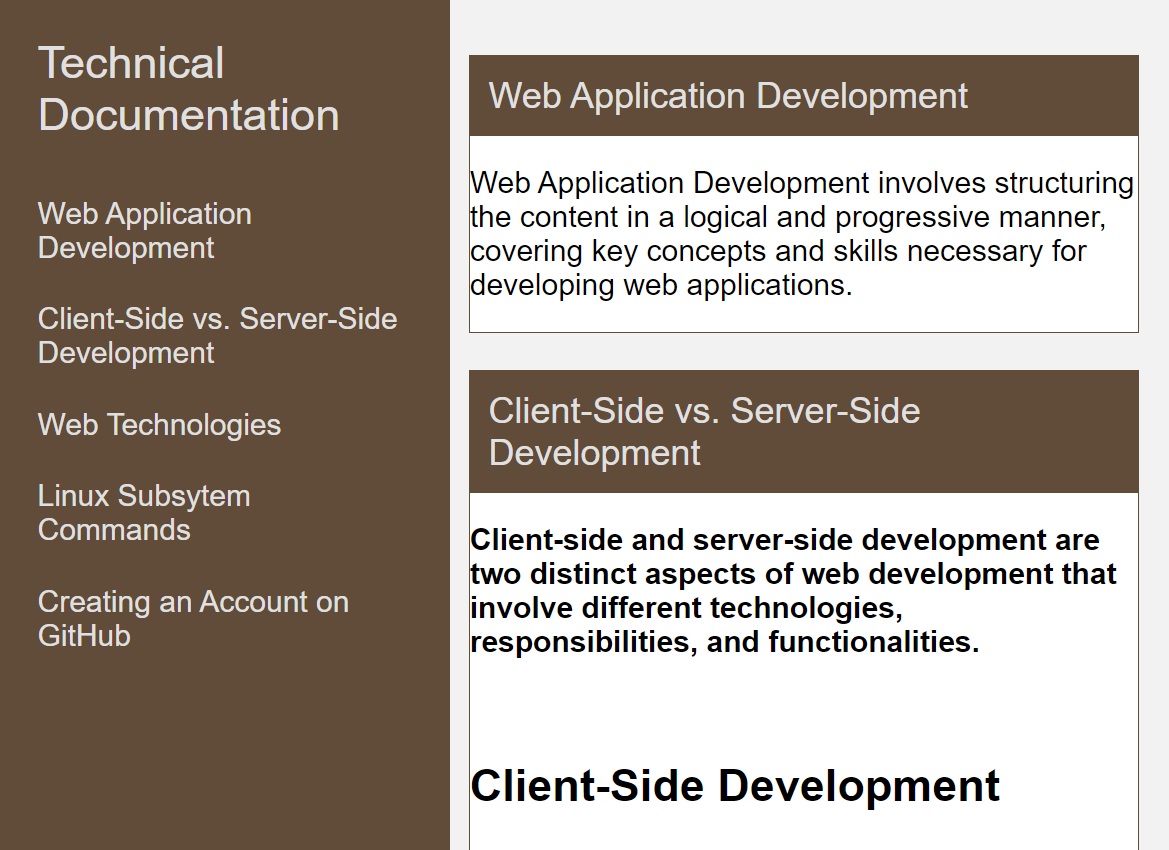 Technical
Documentation
Web Application
Development
Client-Side vs. Server-Side
Development
Web Technologies
Linux Subsytem
Commands
Creating an Account on
GitHub
Web Application Development
Web Application Development involves structuring
the content in a logical and progressive manner,
covering key concepts and skills necessary for
developing web applications.
Client-Side vs. Server-Side
Development
Client-side and server-side development are
two distinct aspects of web development that
involve different technologies,
responsibilities, and functionalities.
Client-Side Development